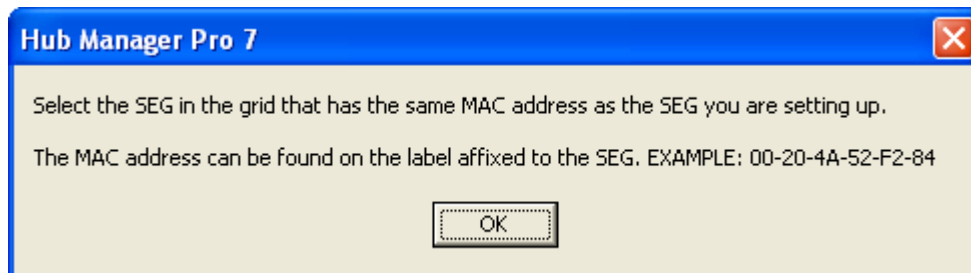 Hub Manager Pro 7
Select the SEG in the grid that has the same MAC address as the SEG you are setting up.
The MAC address can be found on the label affixed to the SEG. EXAMPLE: 00-20-4A-52-F2-84
OK